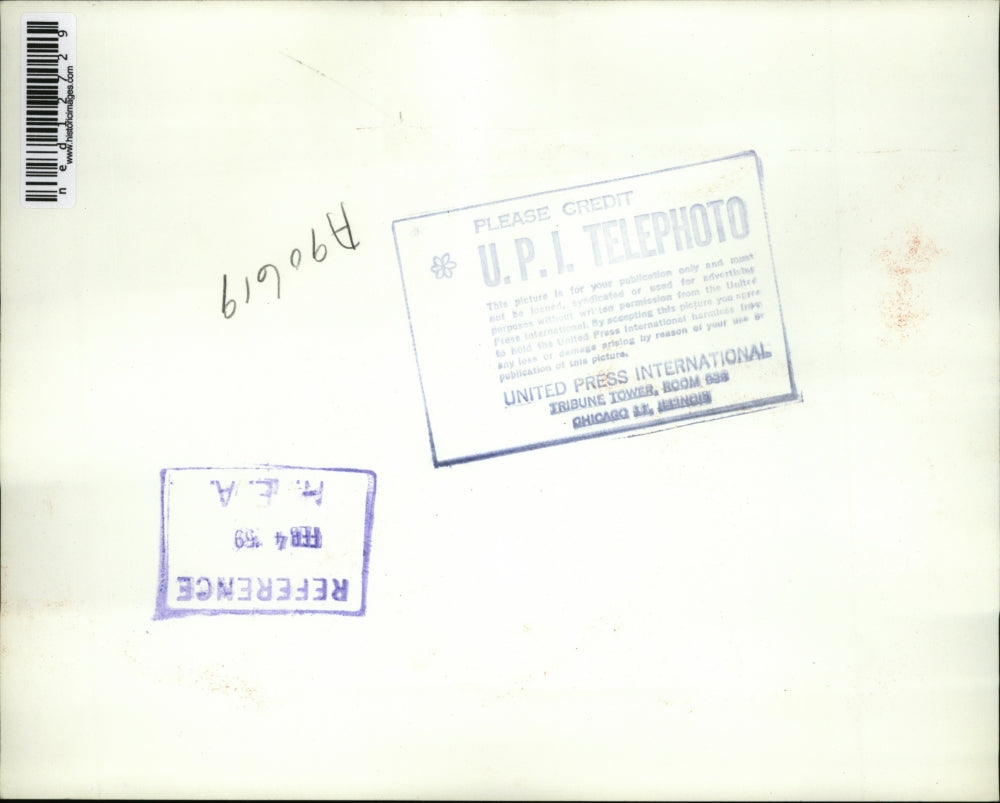 ned12729
www.historicimages.com
A90619
PLEASE CREDIT
U. P. I. TELEPHOTO
This picture is for your publication only and must
not be loaned, syndicated or used for advertising
purposes without written permission from the United
Press International. By accepting this picture you agree
to hold the United Press International harmless from
any loss or damage arising by reason of your use or
publication of this picture.
UNITED PRESS INTERNATIONAL
TRIBUNE TOWER, ROOM
CHICAGO 11, ILLINOIS
REFERENCE
FEB 4 '59
N. E. A.